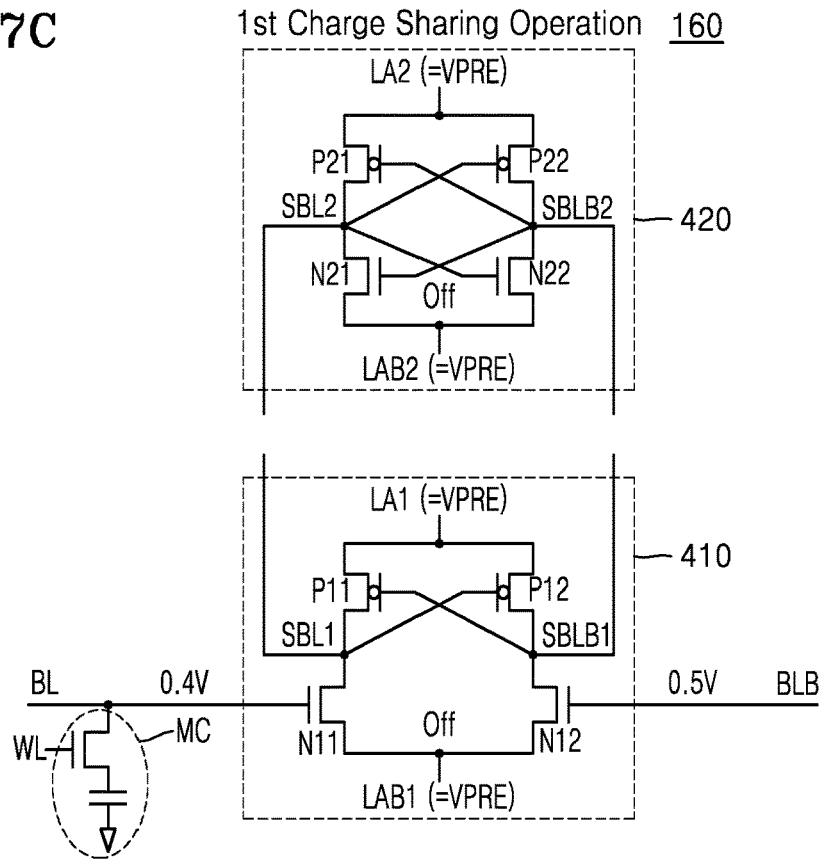 7C
1st Charge Sharing Operation 160
LA2 (=VPRE)
P21 P22
SBL2 SBLB2
420
N21 N22
Off
LAB2 (=VPRE)
LA1 (=VPRE)
410
P11 P12
SBL1 SBLB1
BL 0.4V 0.5V BLB
Off
MC
WL
N11 N12
LAB1 (=VPRE)